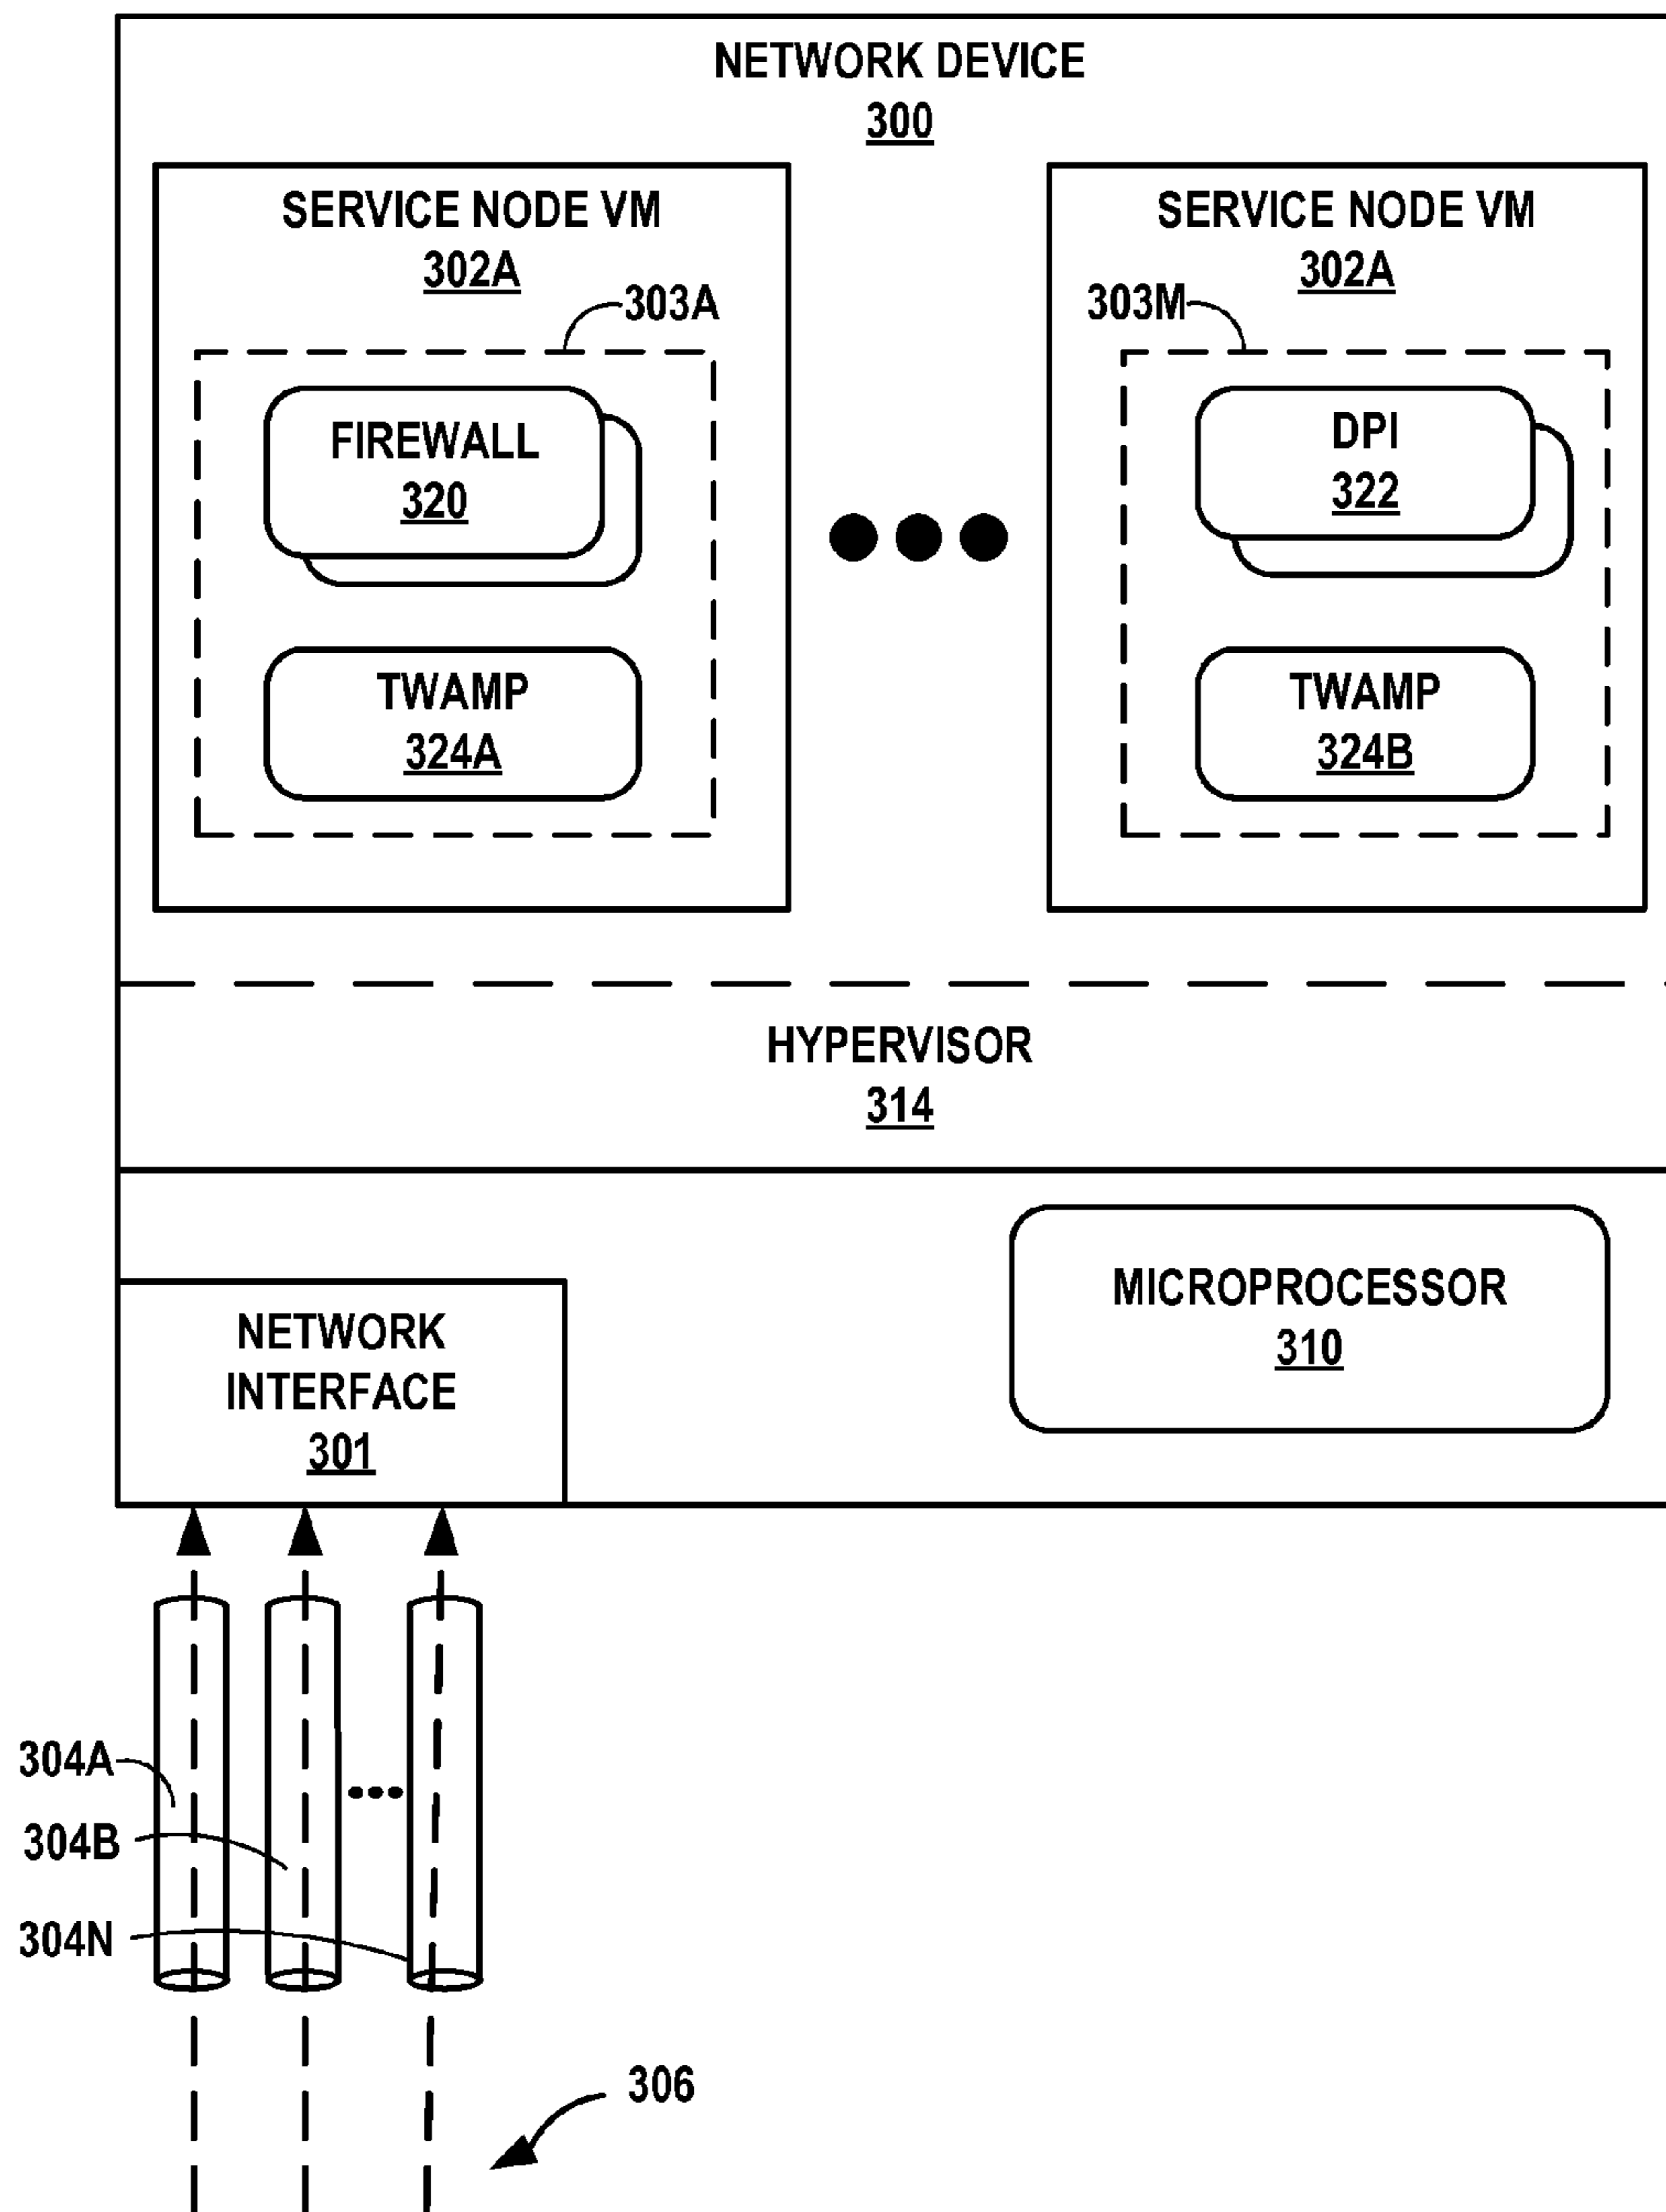 NETWORK DEVICE
300
SERVICE NODE VM
302A
303A
FIREWALL
320
TWAMP
324A
SERVICE NODE VM
302A
303M
DPI
322
TWAMP
324B
HYPERVISOR
314
NETWORK
INTERFACE
301
MICROPROCESSOR
310
304A
304B
304N
306